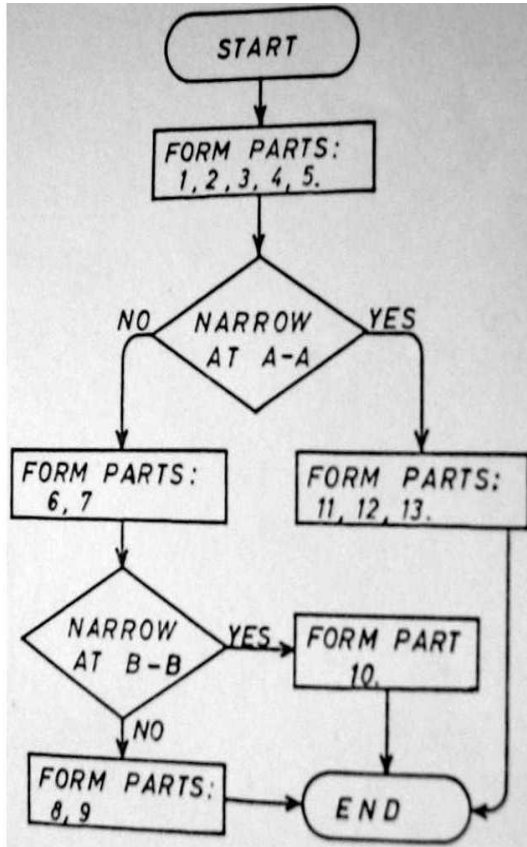 START
FORM PARTS:
1, 2, 3, 4, 5.
NO
NARROW
AT A-A
YES
FORM PARTS:
6, 7
FORM PARTS:
11, 12, 13.
NARROW
AT B-B
YES
FORM PART
10.
NO
FORM PARTS:
8, 9
END